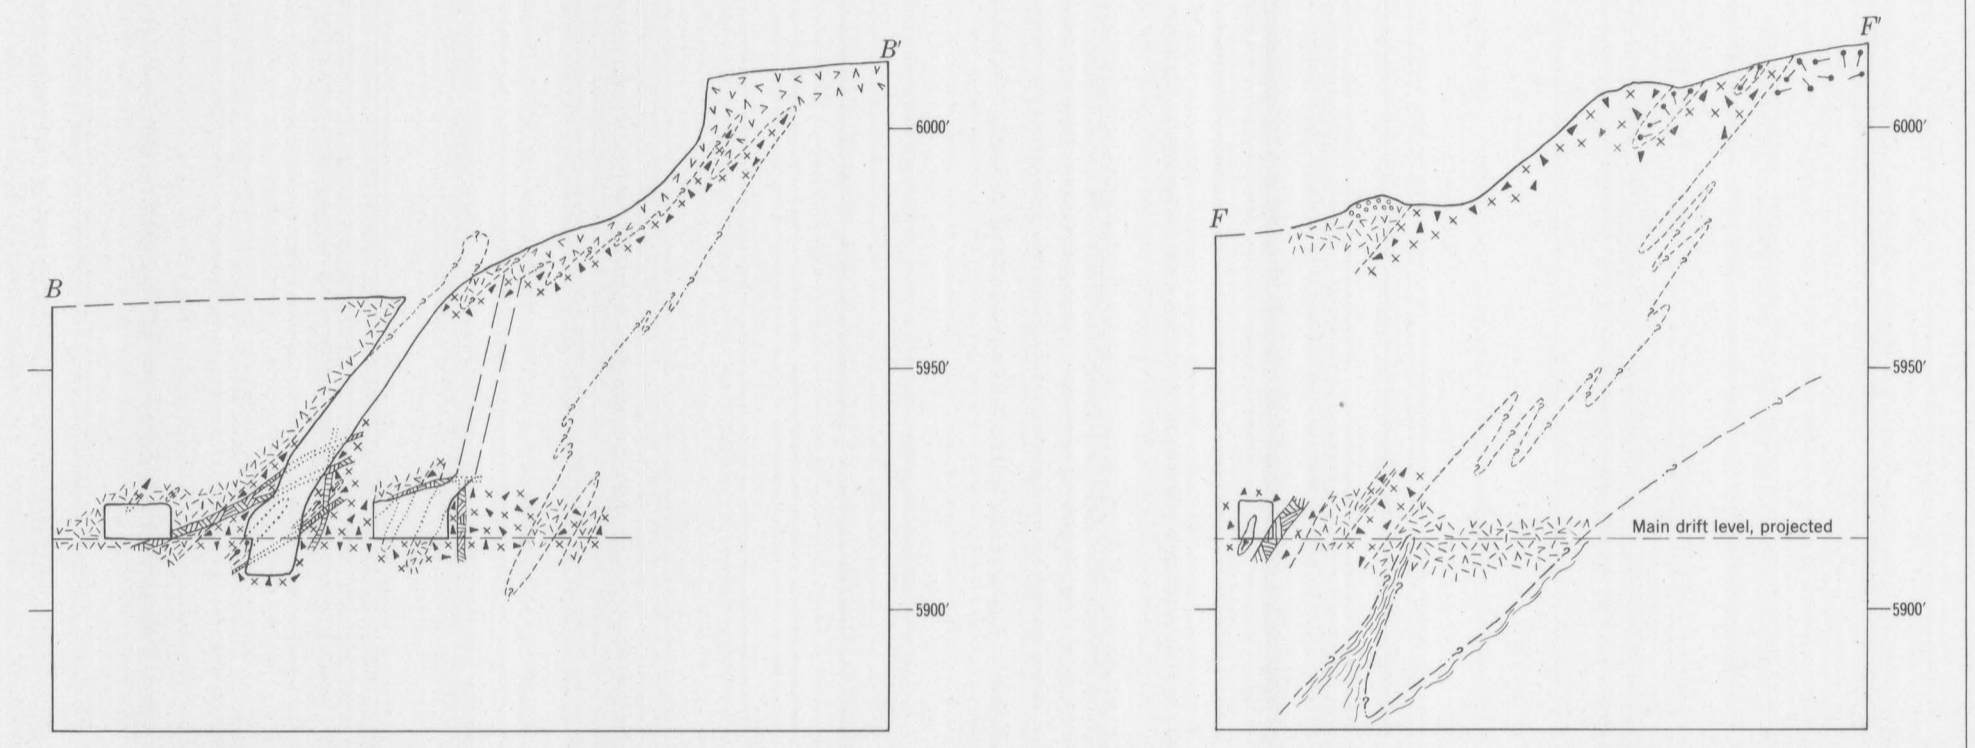 B
B'
6000'
5950'
5900'
F
F'
6000'
5950'
5900'
Main drift level, projected